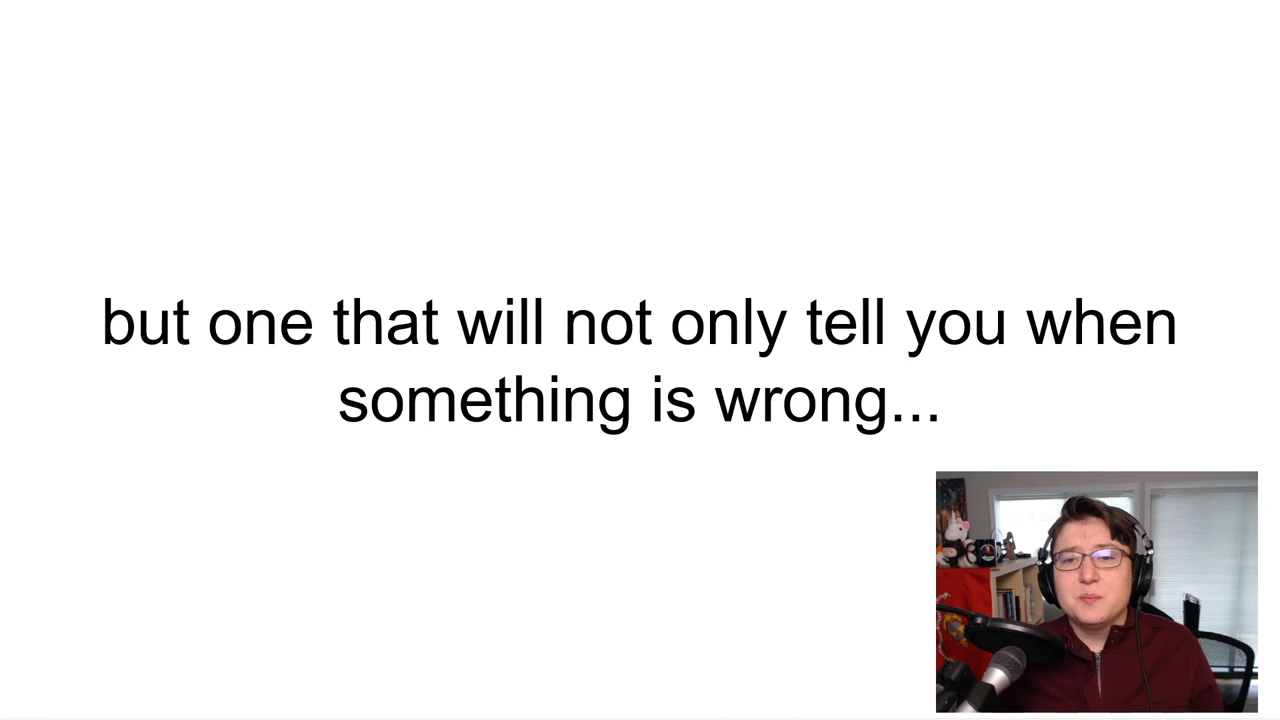 but one that will not only tell you when
something is wrong...